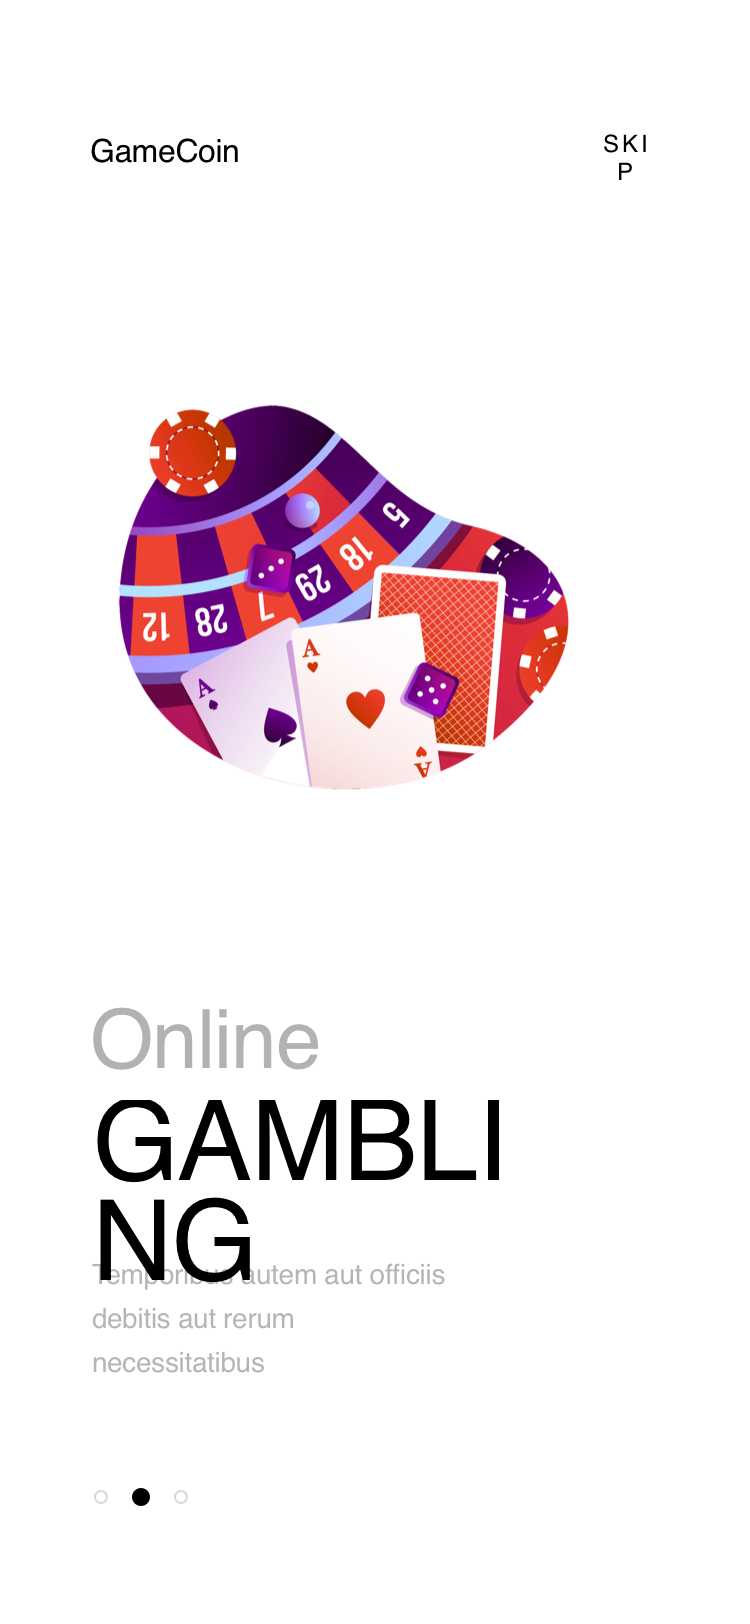 GameCoin
SKI
P
5
18
29
7
28
12
A
A
A
Online
GAMBLI
NG
Temporibus autem aut officiis
debitis aut rerum
necessitatibus